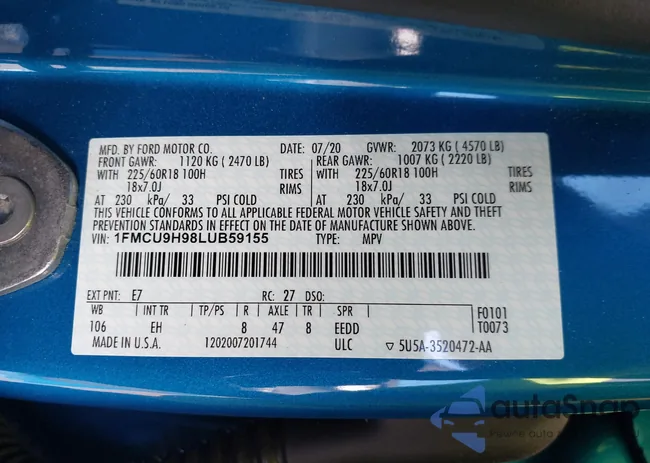 MFD. BY FORD MOTOR CO. DATE: 07/20 GVWR: 2073 KG ( 4570 LB)
FRONT GAWR: 1120 KG ( 2470 LB) REAR GAWR: 1007 KG ( 2220 LB)
WITH 225/60R18 100H TIRES WITH 225/60R18 100H TIRES
18x7.0J RIMS 18x7.0J RIMS
AT 230 kPa/ 33 PSI COLD AT 230 kPa/ 33 PSI COLD
THIS VEHICLE CONFORMS TO ALL APPLICABLE FEDERAL MOTOR VEHICLE SAFETY AND THEFT
PREVENTION STANDARDS IN EFFECT ON THE DATE OF MANUFACTURE SHOWN ABOVE.
VIN: 1FMCU9H98LUB59155 TYPE: MPV
EXT PNT: E7 RC: 27 DSO:
WB INT TR TP/PS R AXLE TR SPR F0101
106 EH 8 47 8 EEDD T0073
MADE IN U.S.A. 1202007201744 ULC ▽ 5U5A-3520472-AA
autoSnap